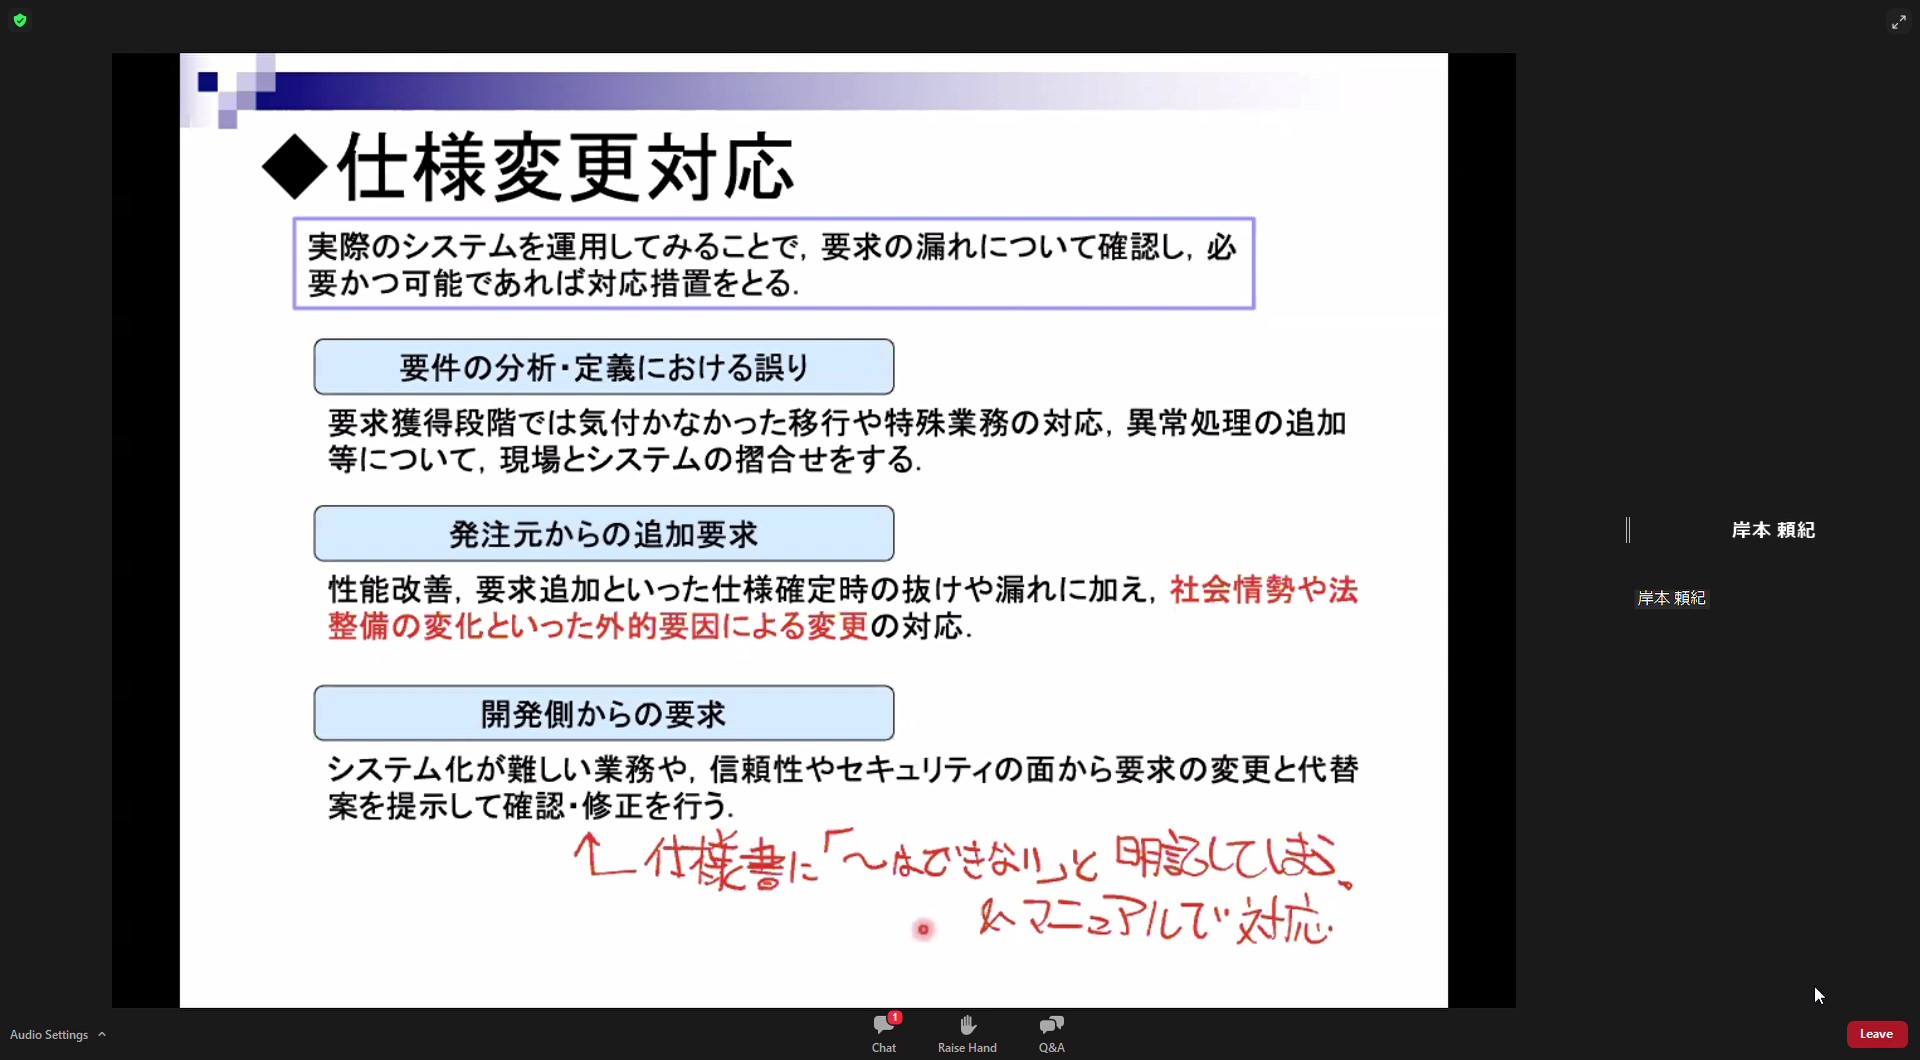 ◆仕様変更対応
実際のシステムを運用してみることで，要求の漏れについて確認し，必
要かつ可能であれば対応措置をとる．
要件の分析・定義における誤り
要求獲得段階では気付かなかった移行や特殊業務の対応，異常処理の追加
等について，現場とシステムの摺合せをする．
発注元からの追加要求
性能改善，要求追加といった仕様確定時の抜けや漏れに加え，社会情勢や法
整備の変化といった外的要因による変更の対応．
開発側からの要求
システム化が難しい業務や，信頼性やセキュリティの面から要求の変更と代替
案を提示して確認・修正を行う．
↑仕様書に「～はできない」と明記してしまう。
& マニュアルで対応.
岸本 頼紀
岸本 頼紀
Audio Settings
1
Chat
Raise Hand
Q&A
Leave